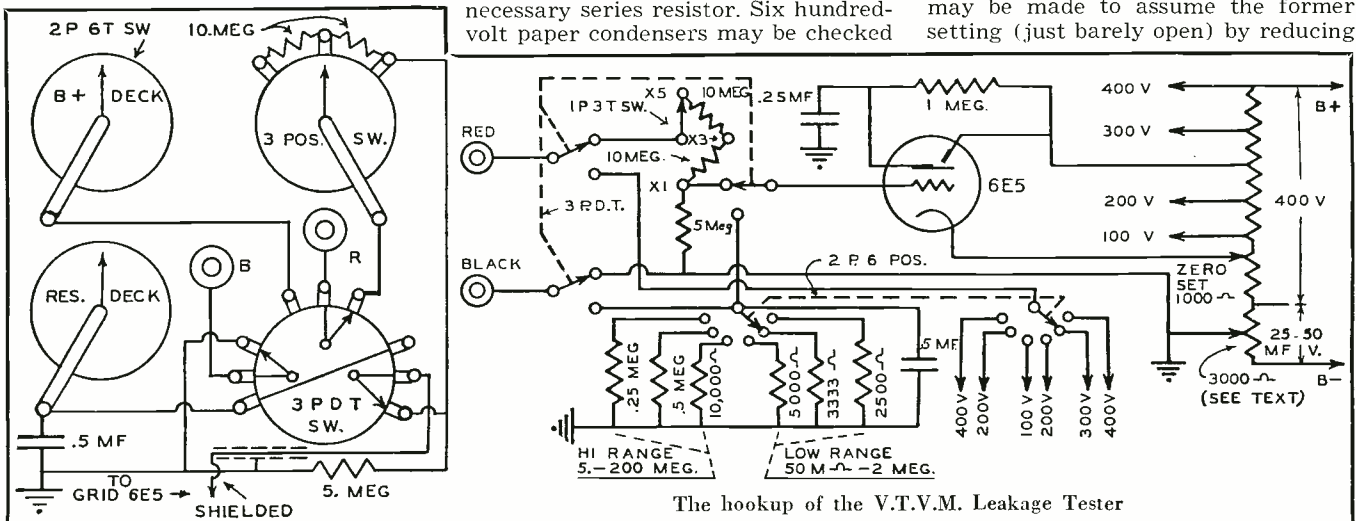 necessary series resistor. Six hundred-
volt paper condensers may be checked
may be made to assume the former
setting (just barely open) by reducing
2P 6T SW
10.MEG
B+ DECK
3 POS. SW.
RES. DECK
B
R
3 P D T
SW.
.5 MF
TO
GRID 6E5
SHIELDED
5. MEG
RED
BLACK
1P 3T SW.
X5
10 MEG
X3
10 MEG.
X1
3 P.D.T.
.5 Meg
.25MF
1 MEG.
6E5
2 P. 6 POS.
400 V
300 V
200 V
100 V
B+
400 V
ZERO
SET
1000 Ω
25-50
MF V.
B-
3000 Ω
(SEE TEXT)
.25 MEG
.5 MEG
10,000 Ω
5000 Ω
3333 Ω
2500 Ω
.5 MF
400V
200V
100V
200V
300V
400V
HI RANGE
5.-200 MEG.
LOW RANGE
50 M-Ω-2 MEG.
The hookup of the V.T.V.M. Leakage Tester